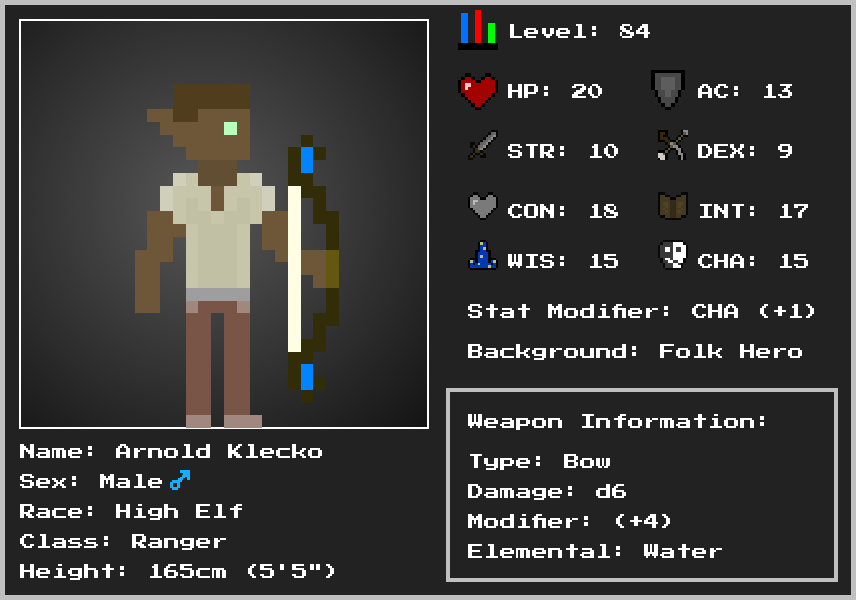 Level: 84
HP: 20 AC: 13
STR: 10 DEX: 9
CON: 18 INT: 17
WIS: 15 CHA: 15
Stat Modifier: CHA (+1)
Background: Folk Hero
Weapon Information:
Type: Bow
Damage: d6
Modifier: (+4)
Elemental: Water
Name: Arnold Klecko
Sex: Male ♂
Race: High Elf
Class: Ranger
Height: 165cm (5'5")